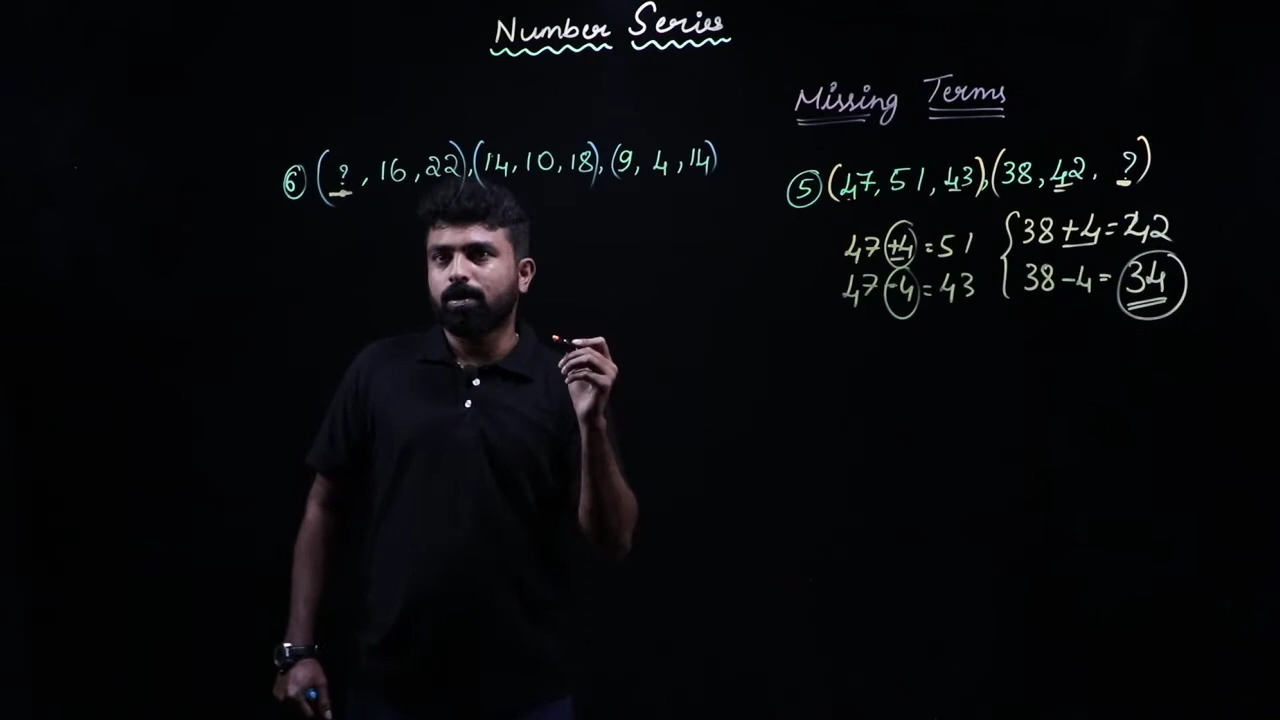 Number Series
Missing Terms
⑥ (?, 16, 22), (14, 10, 18), (9, 4, 14)
⑤ (47, 51, 43), (38, 42, ?)
47 +4 = 51
47 -4 = 43
38 +4 = 42
38 -4 = 34